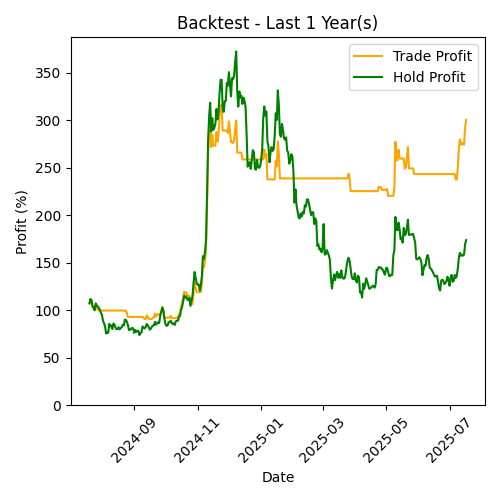 Backtest - Last 1 Year(s)
Trade Profit
Hold Profit
Profit (%)
350
300
250
200
150
100
50
0
2024-09
2024-11
2025-01
2025-03
2025-05
2025-07
Date